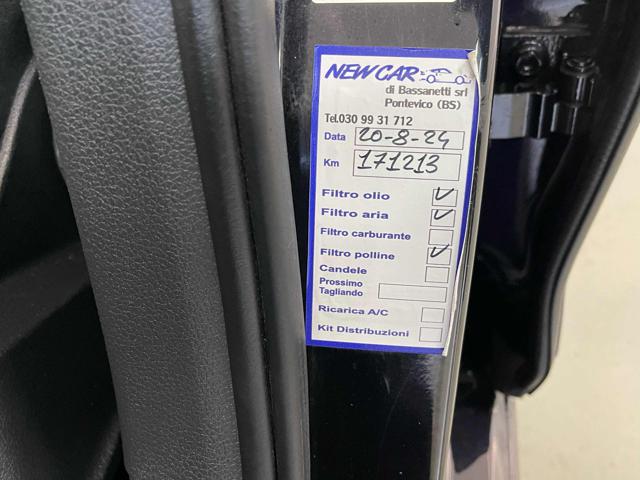 NEW CAR
di Bassanetti srl
Pontevico (BS)
Tel.030 99 31 712
Data 20-8-24
Km 171213
Filtro olio
Filtro aria
Filtro carburante
Filtro polline
Candele
Prossimo
Tagliando
Ricarica A/C
Kit Distribuzioni